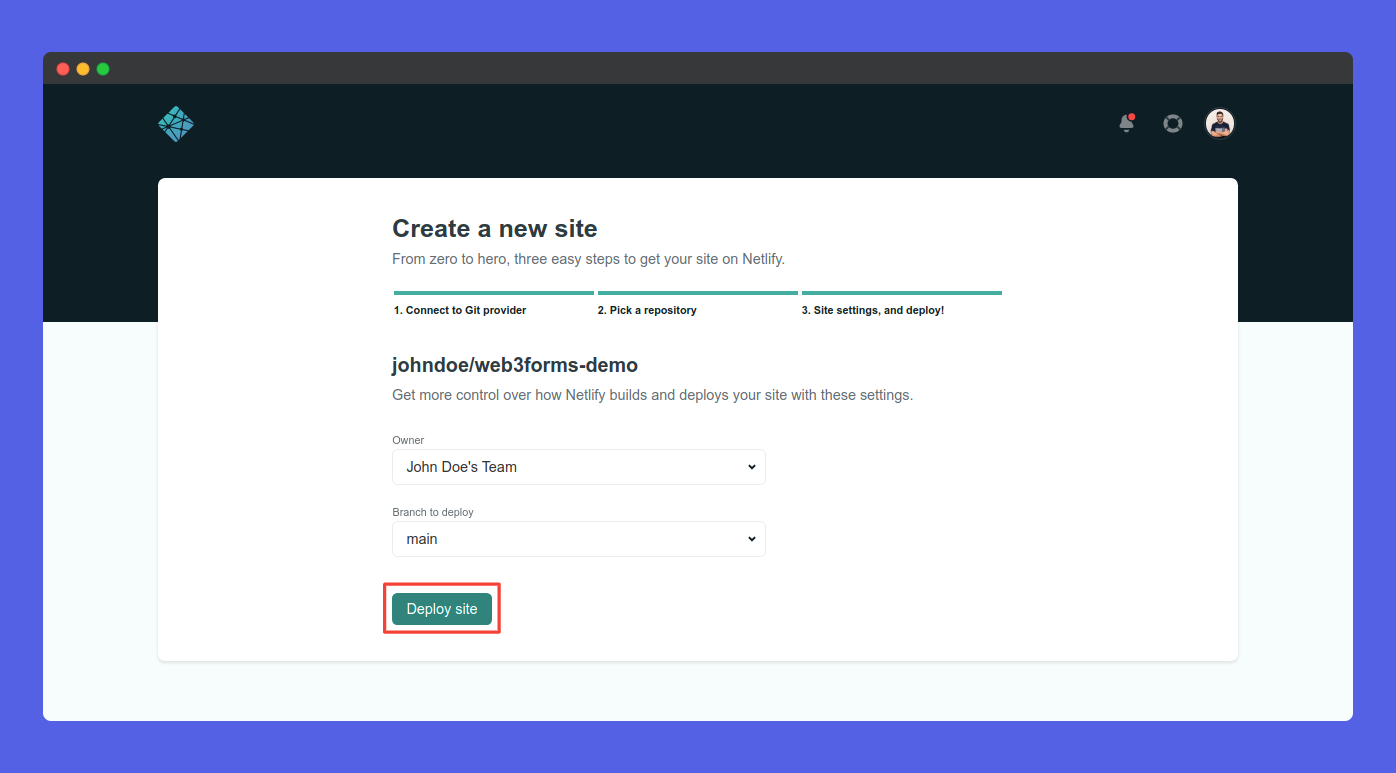 Create a new site
From zero to hero, three easy steps to get your site on Netlify.
1. Connect to Git provider
2. Pick a repository
3. Site settings, and deploy!
johndoe/web3forms-demo
Get more control over how Netlify builds and deploys your site with these settings.
Owner
John Doe's Team
Branch to deploy
main
Deploy site